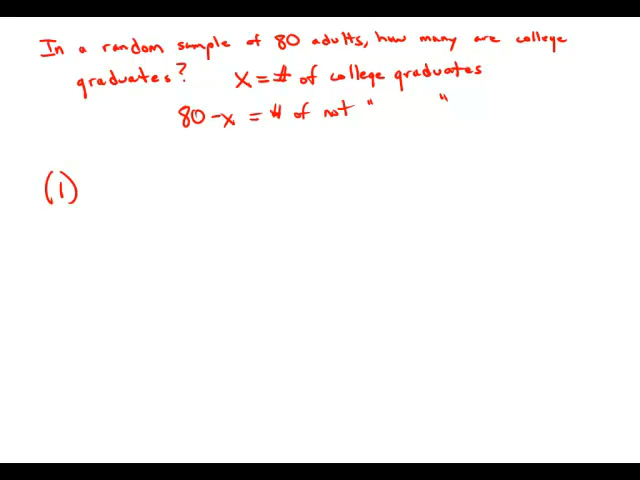 In a random sample of 80 adults, how many are college
graduates? X = # of college graduates
80 - X = # of not " "
(1)